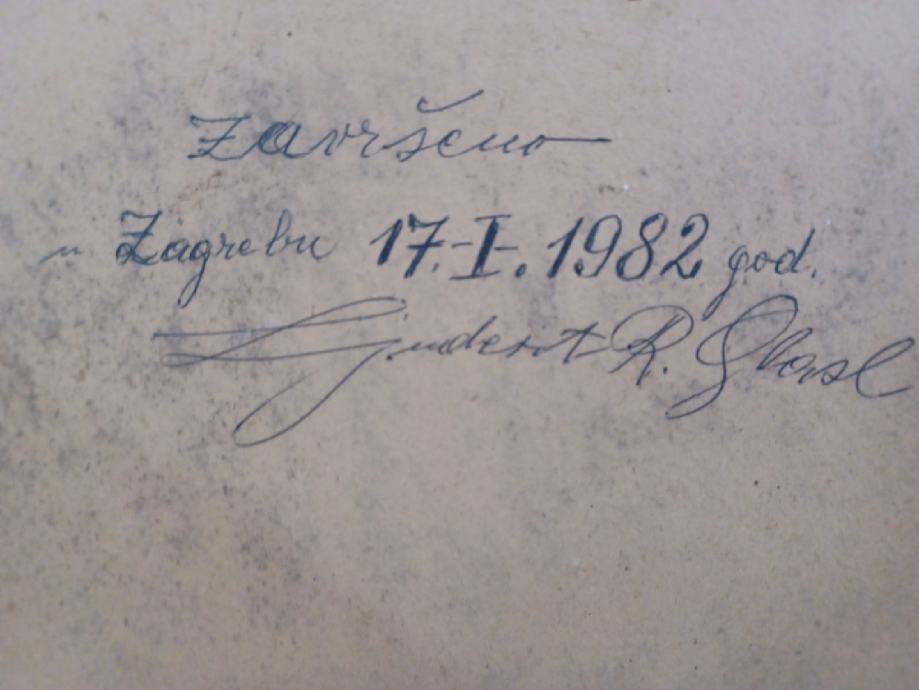 Završeno
u Zagrebu 17.-I-. 1982 god.
R.